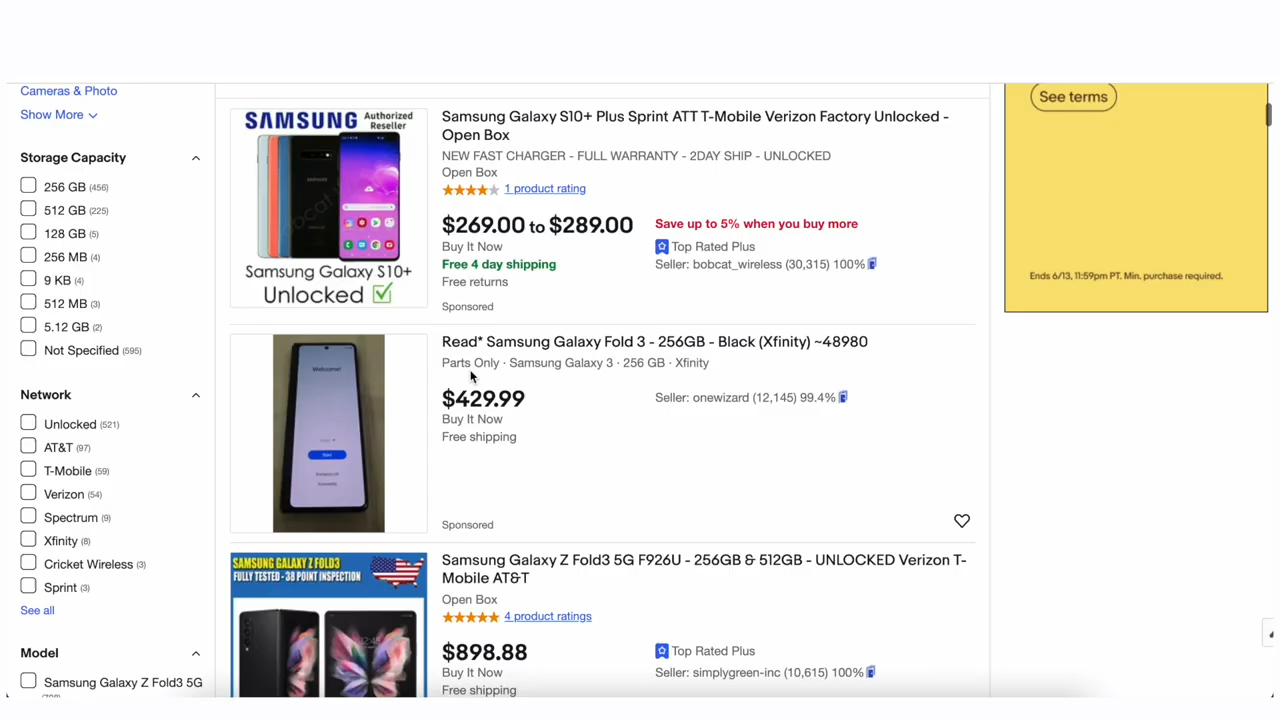 Cameras & Photo
Show More
Storage Capacity
256 GB (456)
512 GB (225)
128 GB (5)
256 MB (4)
9 KB (4)
512 MB (3)
5.12 GB (2)
Not Specified (595)
Network
Unlocked (521)
AT&T (97)
T-Mobile (59)
Verizon (54)
Spectrum (9)
Xfinity (8)
Cricket Wireless (3)
Sprint (3)
See all
Model
Samsung Galaxy Z Fold3 5G
SAMSUNG Authorized
Reseller
Samsung Galaxy S10+
Unlocked
Samsung Galaxy S10+ Plus Sprint ATT T-Mobile Verizon Factory Unlocked -
Open Box
NEW FAST CHARGER - FULL WARRANTY - 2DAY SHIP - UNLOCKED
Open Box
1 product rating
$269.00 to $289.00
Save up to 5% when you buy more
Buy It Now
Top Rated Plus
Free 4 day shipping
Seller: bobcat_wireless (30,315) 100%
Free returns
Sponsored
Welcome!
Read* Samsung Galaxy Fold 3 - 256GB - Black (Xfinity) ~48980
Parts Only · Samsung Galaxy 3 · 256 GB · Xfinity
$429.99
Seller: onewizard (12,145) 99.4%
Buy It Now
Free shipping
Sponsored
SAMSUNG GALAXY Z FOLD3
FULLY TESTED - 38 POINT INSPECTION
Samsung Galaxy Z Fold3 5G F926U - 256GB & 512GB - UNLOCKED Verizon T-
Mobile AT&T
Open Box
4 product ratings
$898.88
Top Rated Plus
Buy It Now
Seller: simplygreen-inc (10,615) 100%
Free shipping
See terms
Ends 6/13, 11:59pm PT. Min. purchase required.